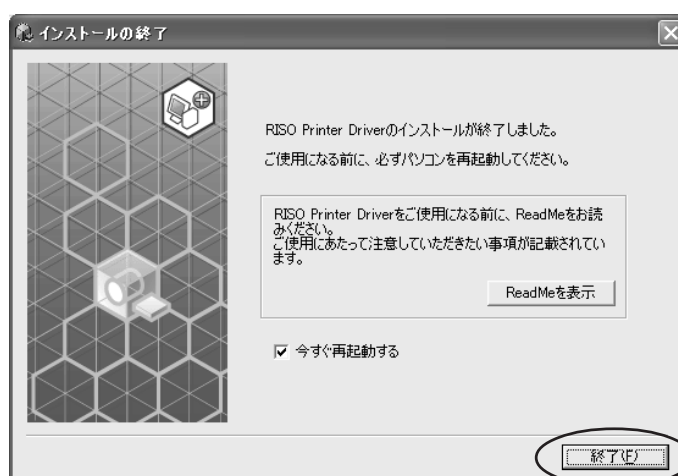 インストールの終了
RISO Printer Driverのインストールが終了しました。
ご使用になる前に、必ずパソコンを再起動してください。
RISO Printer Driverをご使用になる前に、ReadMeをお読
みください。
ご使用にあたって注意していただきたい事項が記載されてい
ます。
ReadMeを表示
今すぐ再起動する
終了(F)